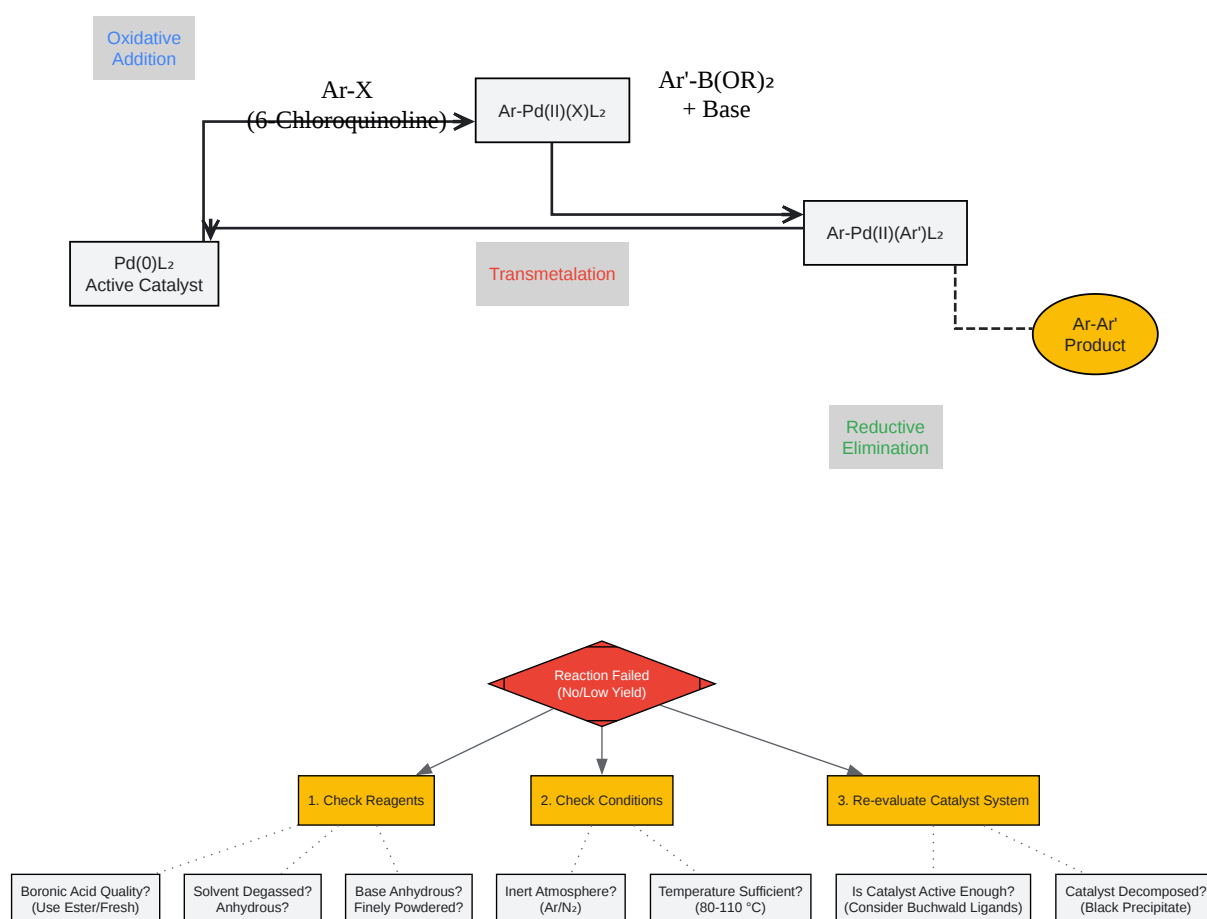 Oxidative
Addition
Ar-X
(6-Chloroquinoline)
Ar-Pd(II)(X)L₂
Ar'-B(OR)₂
+ Base
Ar-Pd(II)(Ar')L₂
Pd(0)L₂
Active Catalyst
Transmetalation
Ar-Ar'
Product
Reductive
Elimination
Reaction Failed
(No/Low Yield)
1. Check Reagents
2. Check Conditions
3. Re-evaluate Catalyst System
Boronic Acid Quality?
(Use Ester/Fresh)
Solvent Degassed?
Anhydrous?
Base Anhydrous?
Finely Powdered?
Inert Atmosphere?
(Ar/N₂)
Temperature Sufficient?
(80-110 °C)
Is Catalyst Active Enough?
(Consider Buchwald Ligands)
Catalyst Decomposed?
(Black Precipitate)